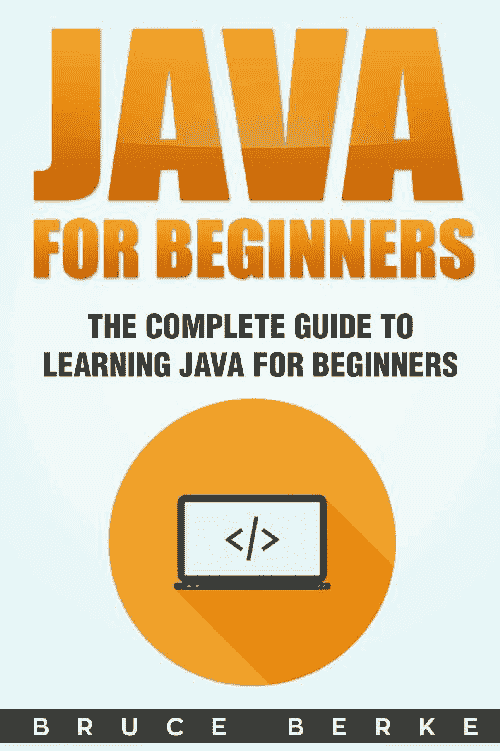 JAVA
FOR BEGINNERS
THE COMPLETE GUIDE TO
LEARNING JAVA FOR BEGINNERS
</>
BRUCE BERKE